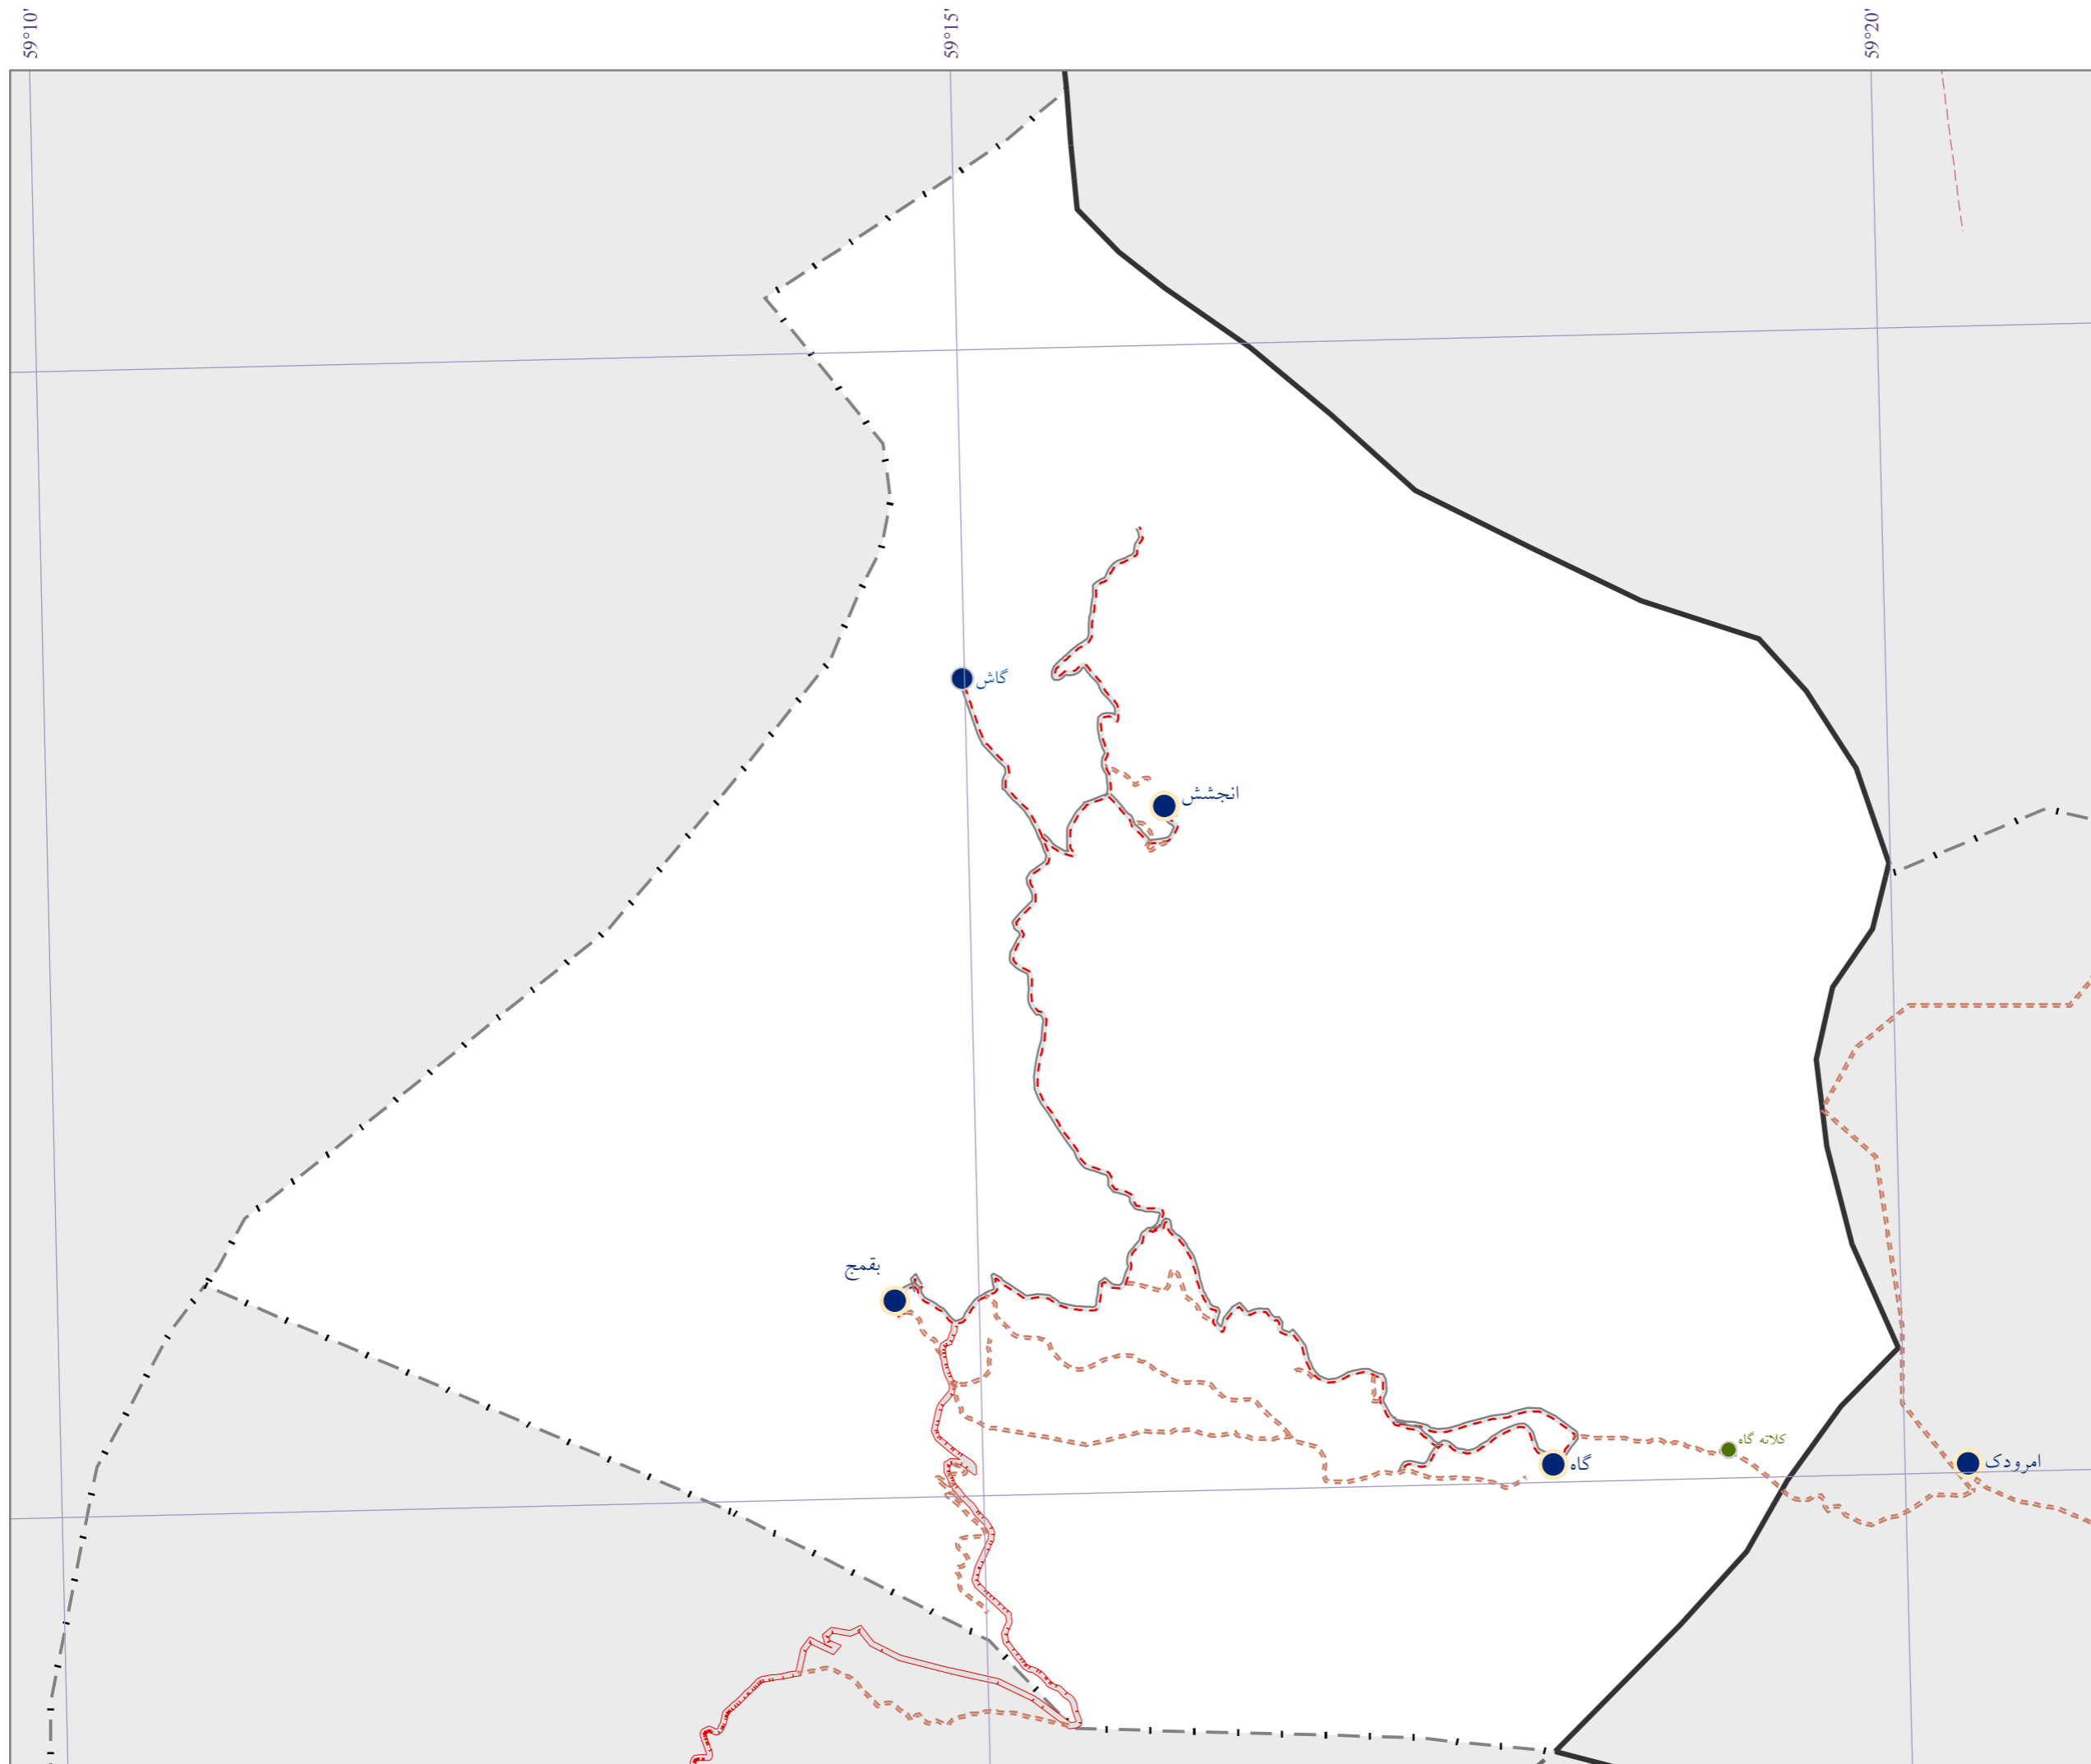 59°10'
59°15'
59°20'
گاش
انجشش
بقمج
کلاته گاه
گاه
امرودک